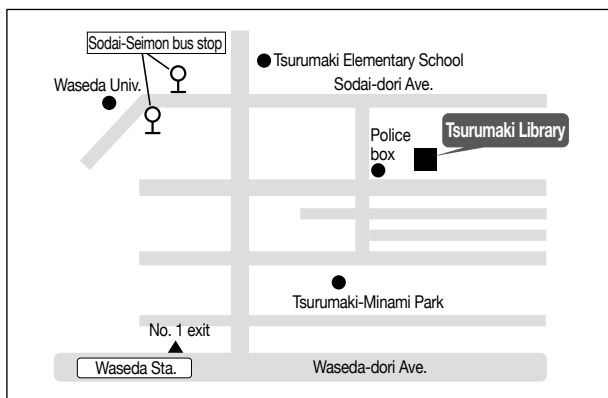 Sodai-Seimon bus stop
Tsurumaki Elementary School
Waseda Univ.
Sodai-dori Ave.
Police
box
Tsurumaki Library
Tsurumaki-Minami Park
No. 1 exit
Waseda Sta.
Waseda-dori Ave.